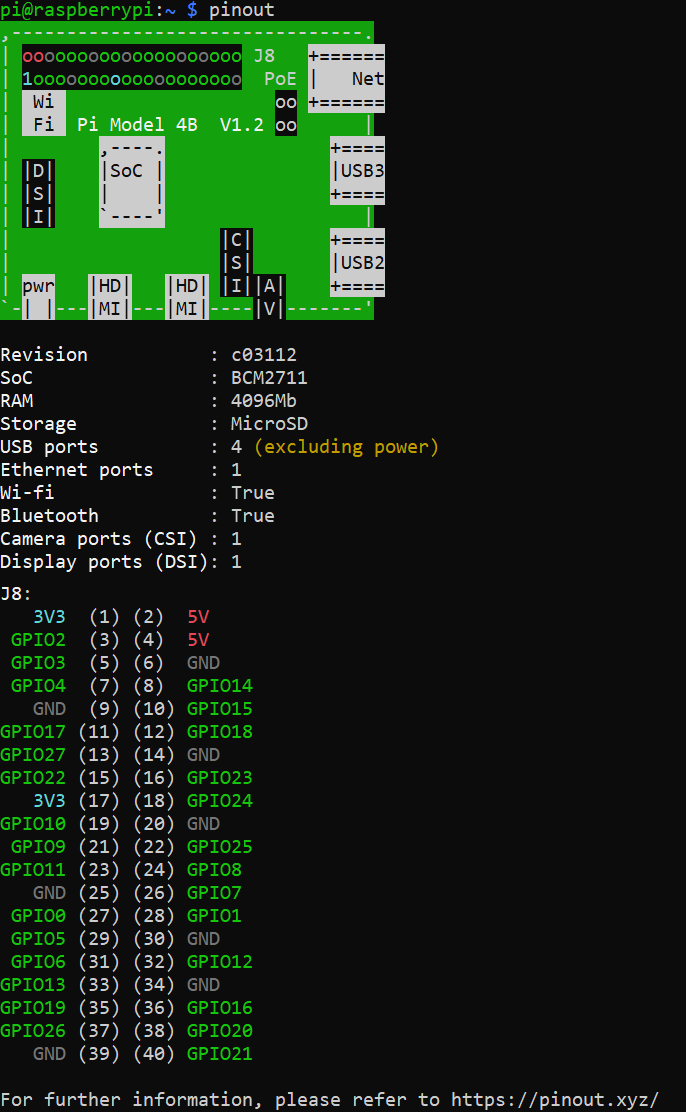 pi@raspberrypi:~ $ pinout
,--------------------------------.
| oooooooooooooooooooo J8   +======
| 1ooooooooooooooooooo  PoE |   Net
|  Wi                    oo +======
|  Fi  Pi Model 4B  V1.2 oo      |
|        ,----.               +====
| |D|    |SoC |               |USB3
| |S|    |    |               +====
| |I|    `----'                  |
|                   |C|       +====
|                   |S|       |USB2
| pwr   |HD|   |HD| |I||A|    +====
`-| |---|MI|---|MI|----|V|-------'
Revision           : c03112
SoC                : BCM2711
RAM                : 4096Mb
Storage            : MicroSD
USB ports          : 4 (excluding power)
Ethernet ports     : 1
Wi-fi              : True
Bluetooth          : True
Camera ports (CSI) : 1
Display ports (DSI): 1
J8:
   3V3  (1) (2)  5V
 GPIO2  (3) (4)  5V
 GPIO3  (5) (6)  GND
 GPIO4  (7) (8)  GPIO14
   GND  (9) (10) GPIO15
GPIO17 (11) (12) GPIO18
GPIO27 (13) (14) GND
GPIO22 (15) (16) GPIO23
   3V3 (17) (18) GPIO24
GPIO10 (19) (20) GND
 GPIO9 (21) (22) GPIO25
GPIO11 (23) (24) GPIO8
   GND (25) (26) GPIO7
 GPIO0 (27) (28) GPIO1
 GPIO5 (29) (30) GND
 GPIO6 (31) (32) GPIO12
GPIO13 (33) (34) GND
GPIO19 (35) (36) GPIO16
GPIO26 (37) (38) GPIO20
   GND (39) (40) GPIO21
For further information, please refer to https://pinout.xyz/